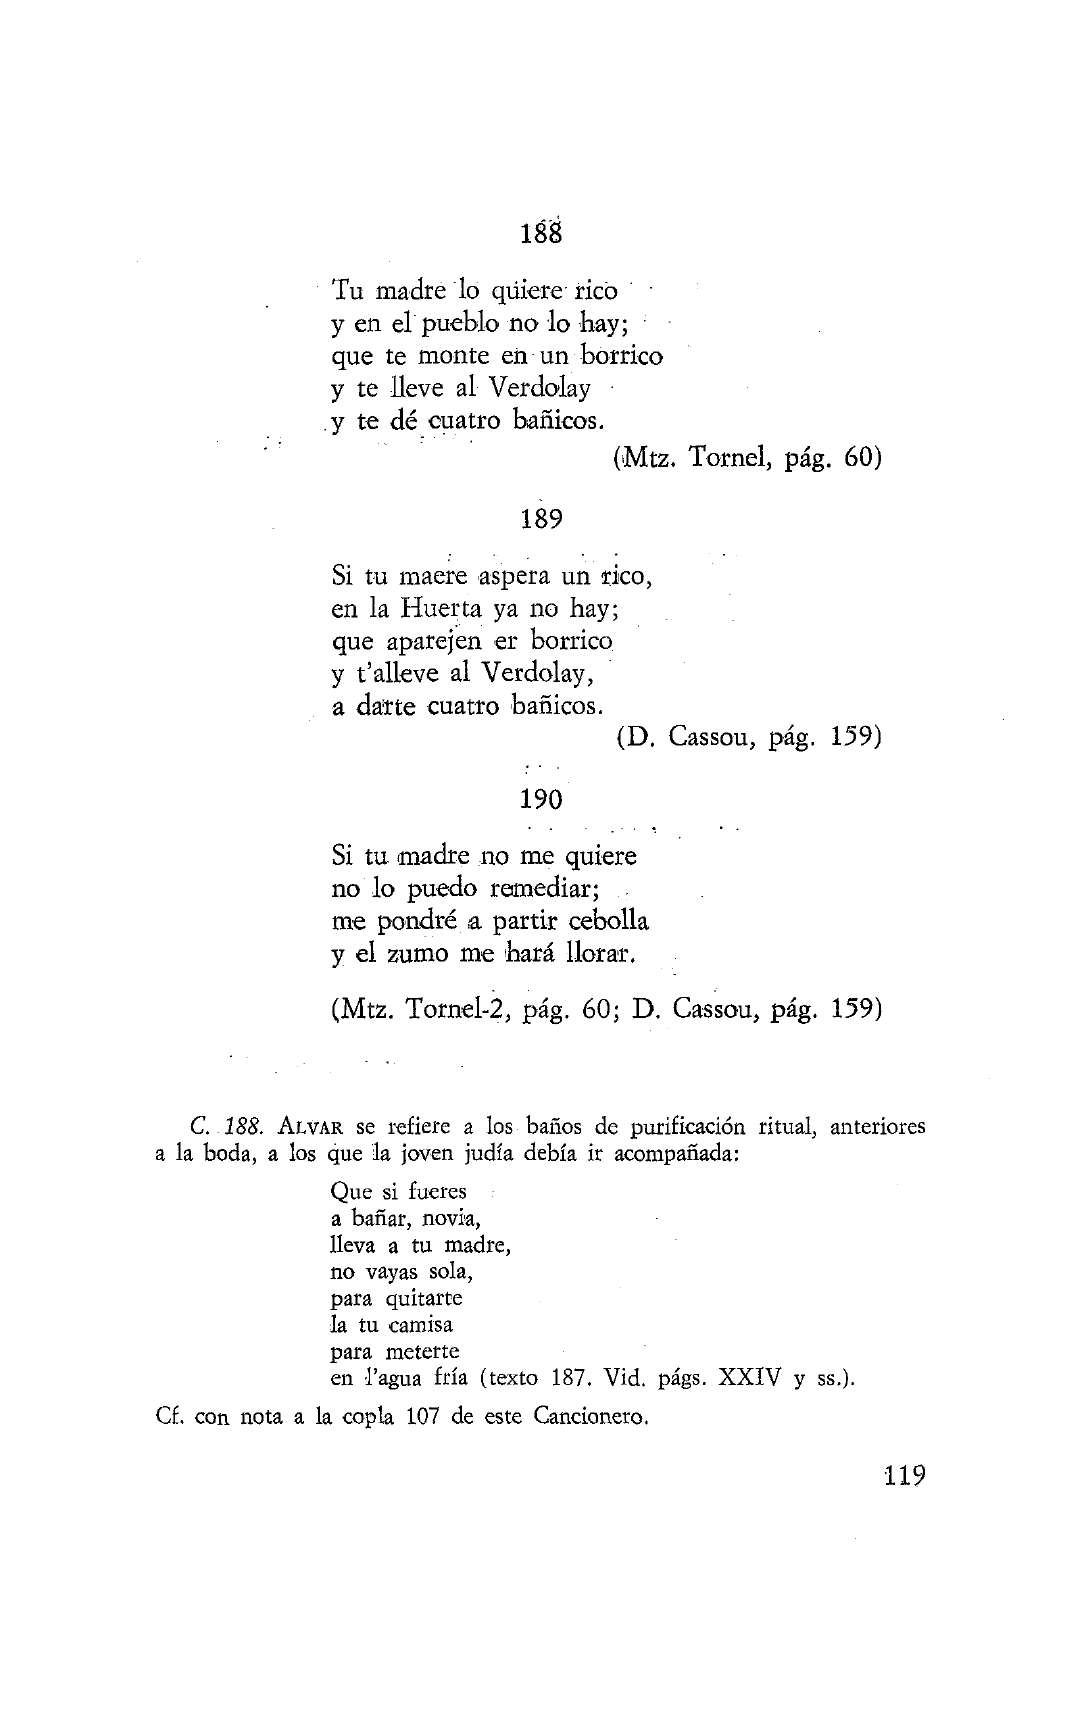 188
Tu madre lo quiere rico
y en el pueblo no lo hay;
que te monte en un borrico
y te lleve al Verdolay
y te dé cuatro bañicos.
(Mtz. Tornel, pág. 60)
189
Si tu maere aspera un rico,
en la Huerta ya no hay;
que aparejen er borrico
y t'alleve al Verdolay,
a darte cuatro bañicos.
(D. Cassou, pág. 159)
190
Si tu madre no me quiere
no lo puedo remediar;
me pondré a partir cebolla
y el zumo me hará llorar.
(Mtz. Tornel-2, pág. 60; D. Cassou, pág. 159)
C. 188. ALVAR se refiere a los baños de purificación ritual, anteriores
a la boda, a los que la joven judía debía ir acompañada:
Que si fueres
a bañar, novia,
lleva a tu madre,
no vayas sola,
para quitarte
la tu camisa
para meterte
en l'agua fría (texto 187. Vid. págs. XXIV y ss.).
Cf. con nota a la copla 107 de este Cancionero.
119